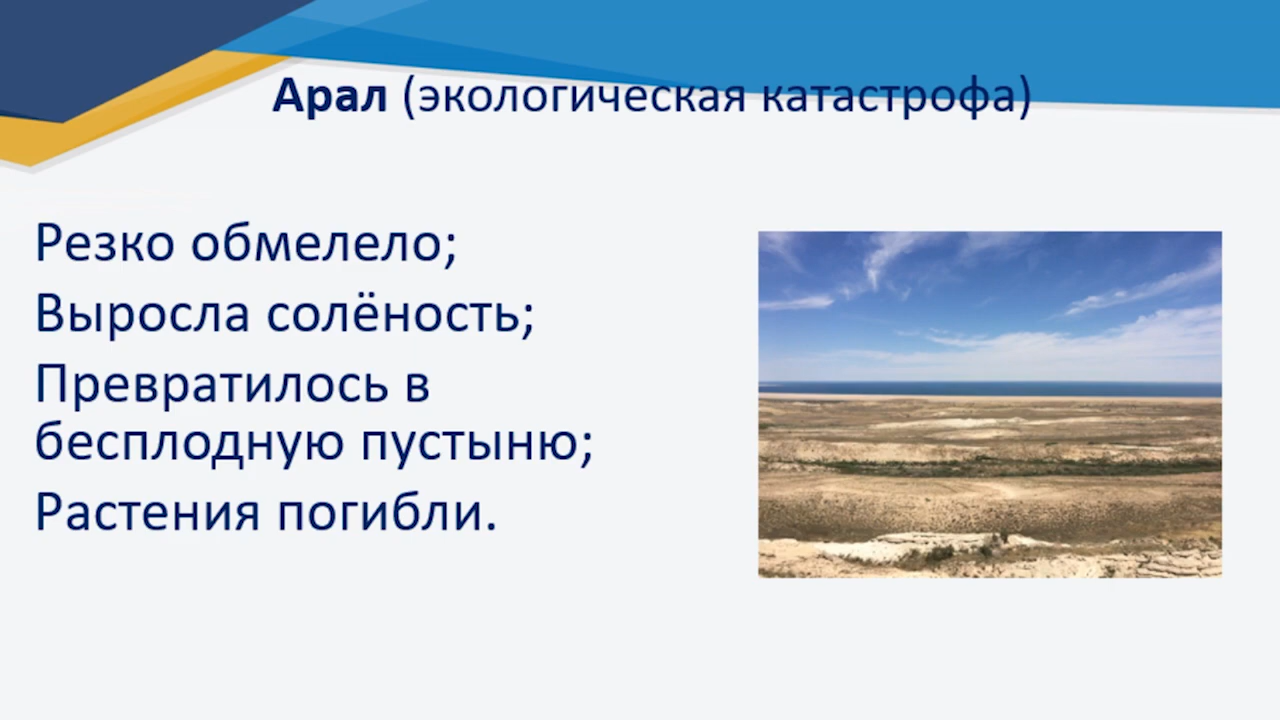 Арал (экологическая катастрофа)
Резко обмелело;
Выросла солёность;
Превратилось в
бесплодную пустыню;
Растения погибли.